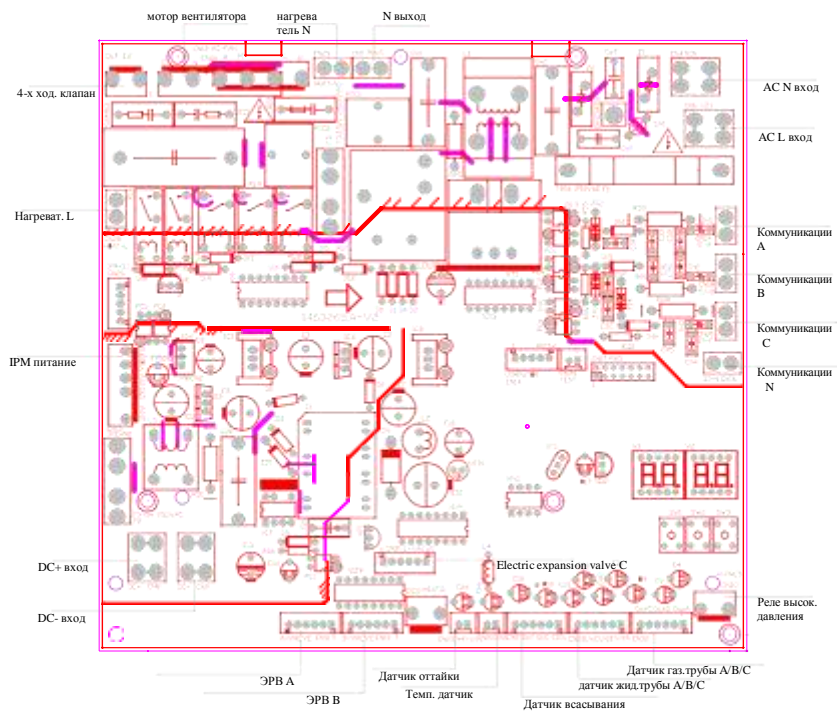 мотор вентилятора
нагрева
тель N
N выход
4-х ход. клапан
AC N вход
AC L вход
Нагреват. L
Коммуникации
A
Коммуникации
B
Коммуникации
C
Коммуникации
N
IPM питание
DC+ вход
Electric expansion valve C
DC- вход
Реле высок.
давления
ЭРВ А
ЭРВ В
Датчик оттайки
Темп. датчик
Датчик всасывания
Датчик газ.трубы A/B/C
датчик жид.трубы A/B/C